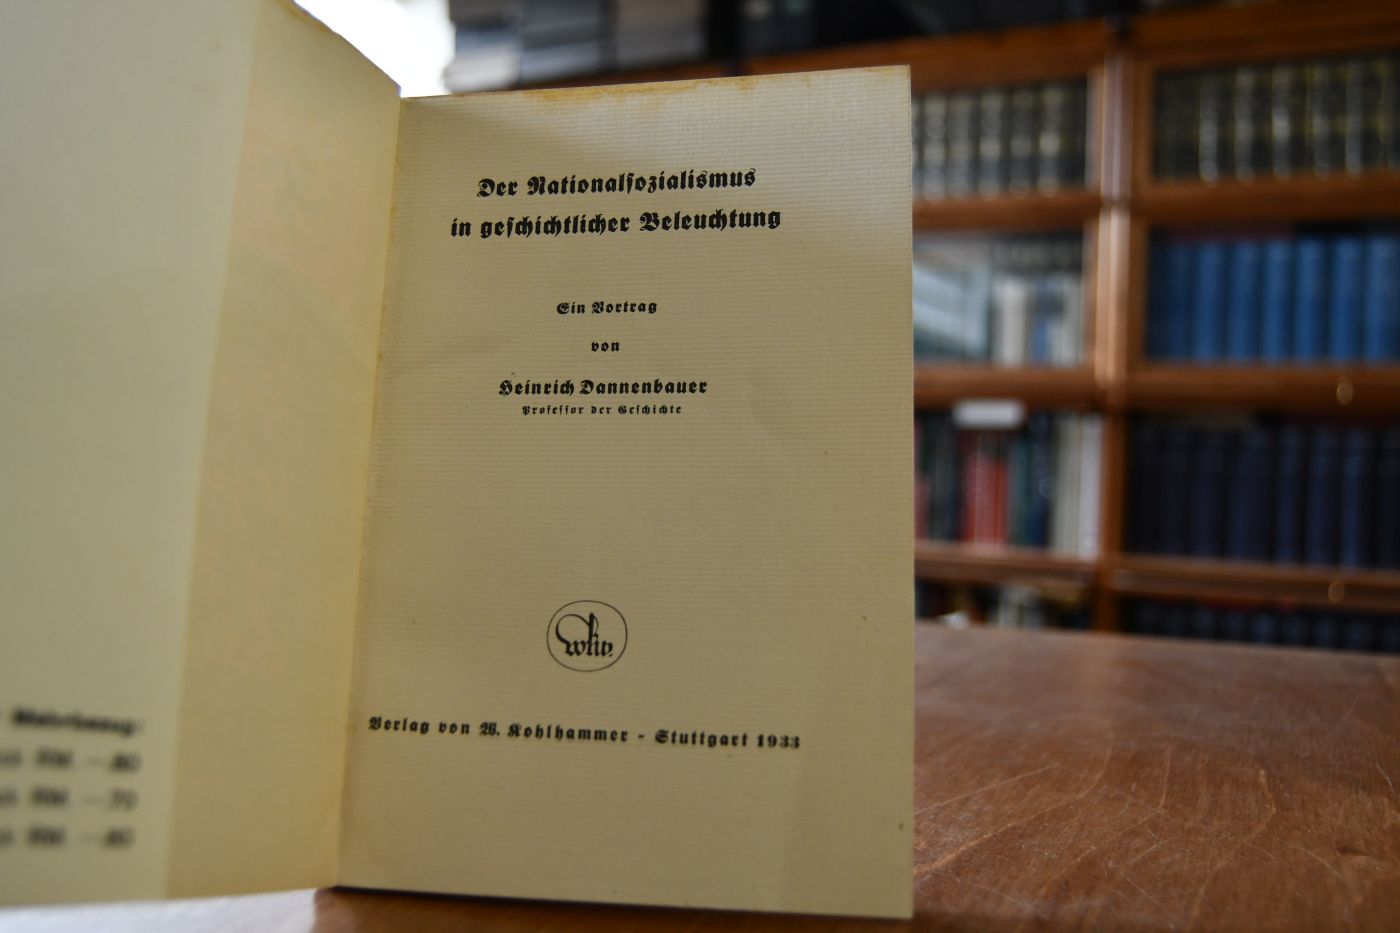 Der Nationalsozialismus
in geschichtlicher Beleuchtung
Ein Vortrag
von
Heinrich Dannenbauer
Professor der Geschichte
Verlag von W. Kohlhammer - Stuttgart 1933